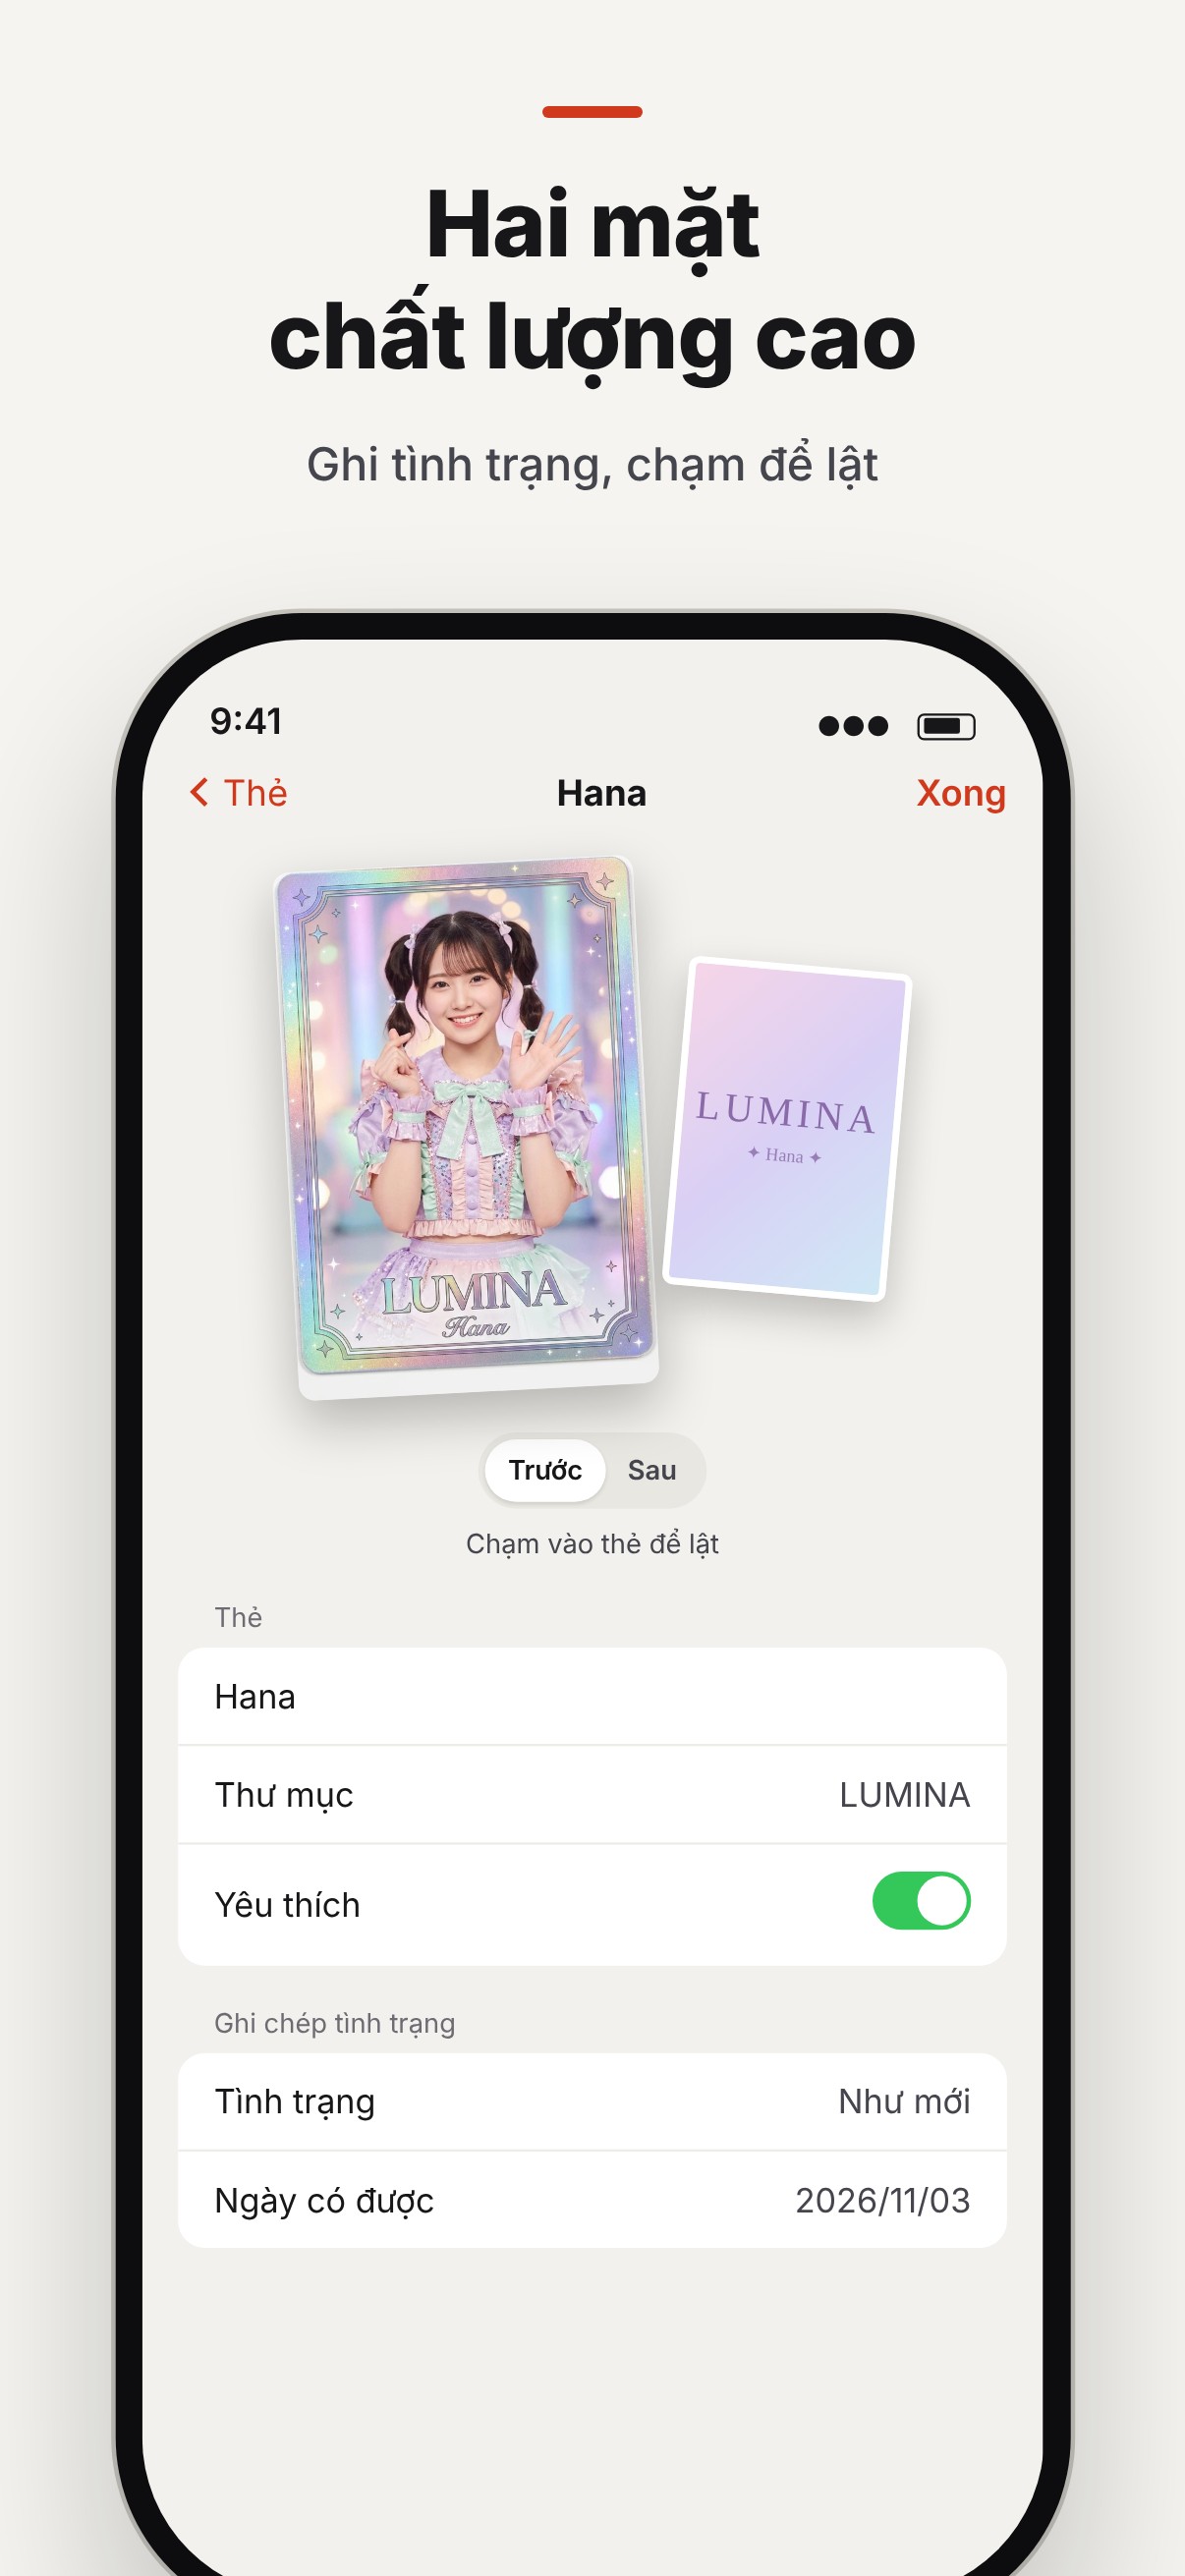 Hai mặt
chất lượng cao
Ghi tình trạng, chạm để lật
9:41
Thẻ
Hana
Xong
LUMINA
Hana
LUMINA
✦ Hana ✦
Trước
Sau
Chạm vào thẻ để lật
Thẻ
Hana
Thư mục
LUMINA
Yêu thích
Ghi chép tình trạng
Tình trạng
Như mới
Ngày có được
2026/11/03